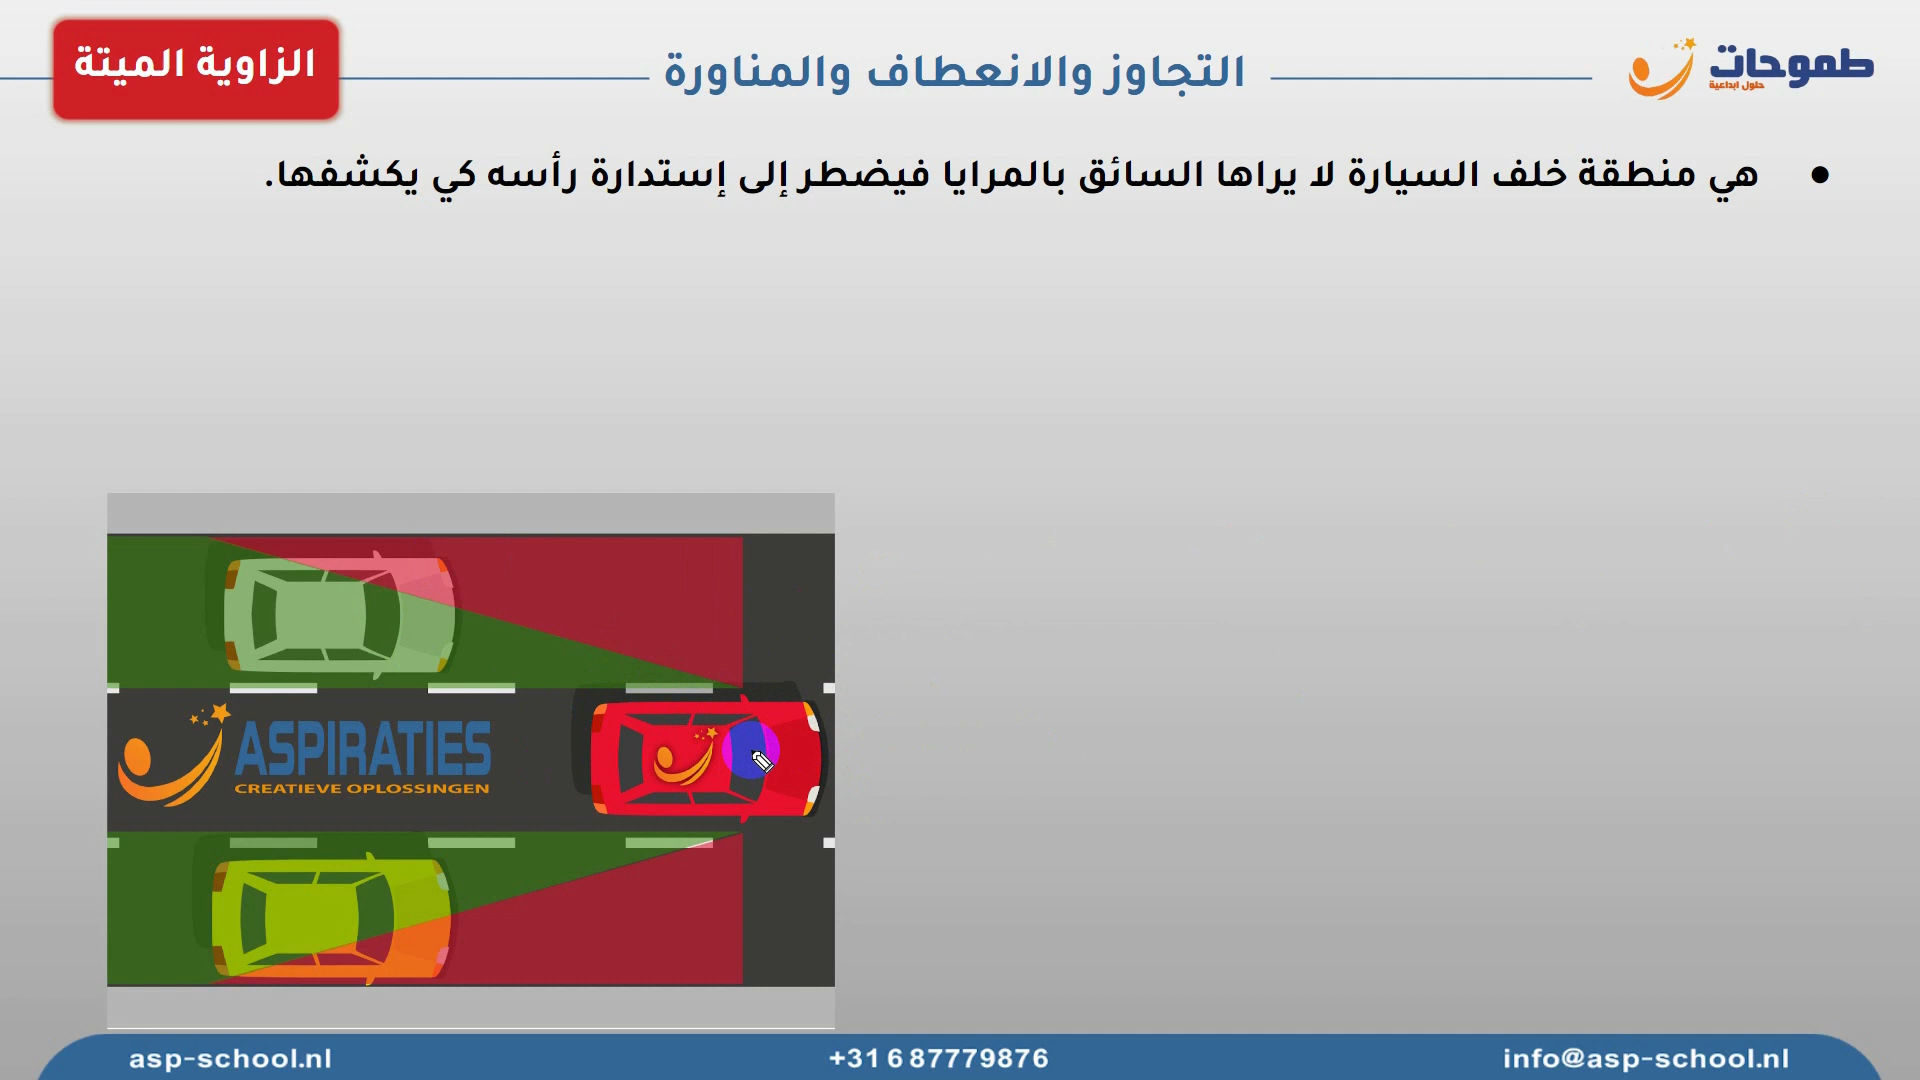 الزاوية الميتة
التجاوز والانعطاف والمناورة
طموحات
حلول ابداعية
● هي منطقة خلف السيارة لا يراها السائق بالمرايا فيضطر إلى إستدارة رأسه كي يكشفها.
ASPIRATIES
CREATIEVE OPLOSSINGEN
asp-school.nl
+31 6 87779876
info@asp-school.nl